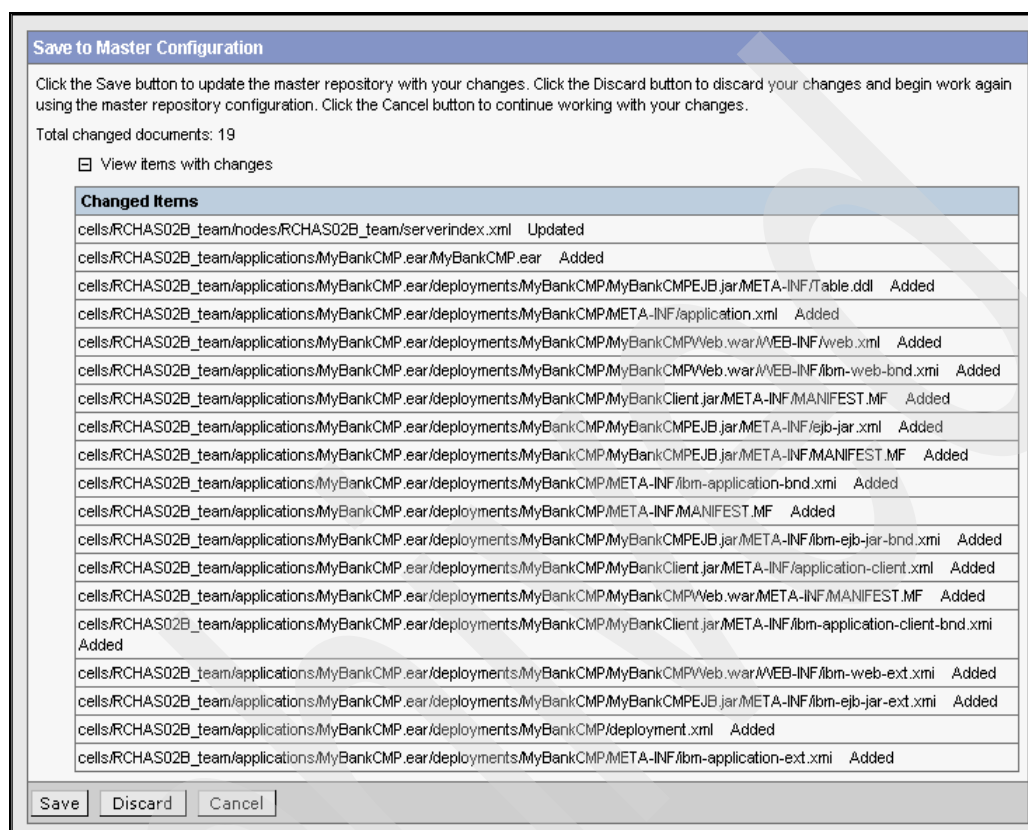 Save to Master Configuration
Click the Save button to update the master repository with your changes. Click the Discard button to discard your changes and begin work again
using the master repository configuration. Click the Cancel button to continue working with your changes.
Total changed documents: 19
View items with changes
Changed Items
cells/RCHAS02B_team/nodes/RCHAS02B_team/serverindex.xml Updated
cells/RCHAS02B_team/applications/MyBankCMP.ear/MyBankCMP.ear Added
cells/RCHAS02B_team/applications/MyBankCMP.ear/deployments/MyBankCMP/MyBankCMPEJB.jar/META-INF/Table.ddl Added
cells/RCHAS02B_team/applications/MyBankCMP.ear/deployments/MyBankCMP/META-INF/application.xml Added
cells/RCHAS02B_team/applications/MyBankCMP.ear/deployments/MyBankCMP/MyBankCMPWeb.war/WEB-INF/web.xml Added
cells/RCHAS02B_team/applications/MyBankCMP.ear/deployments/MyBankCMP/MyBankCMPWeb.war/WEB-INF/ibm-web-bnd.xmi Added
cells/RCHAS02B_team/applications/MyBankCMP.ear/deployments/MyBankCMP/MyBankClient.jar/META-INF/MANIFEST.MF Added
cells/RCHAS02B_team/applications/MyBankCMP.ear/deployments/MyBankCMP/MyBankCMPEJB.jar/META-INF/ejb-jar.xml Added
cells/RCHAS02B_team/applications/MyBankCMP.ear/deployments/MyBankCMP/MyBankCMPEJB.jar/META-INF/MANIFEST.MF Added
cells/RCHAS02B_team/applications/MyBankCMP.ear/deployments/MyBankCMP/META-INF/ibm-application-bnd.xmi Added
cells/RCHAS02B_team/applications/MyBankCMP.ear/deployments/MyBankCMP/META-INF/MANIFEST.MF Added
cells/RCHAS02B_team/applications/MyBankCMP.ear/deployments/MyBankCMP/MyBankCMPEJB.jar/META-INF/ibm-ejb-jar-bnd.xmi Added
cells/RCHAS02B_team/applications/MyBankCMP.ear/deployments/MyBankCMP/MyBankClient.jar/META-INF/application-client.xml Added
cells/RCHAS02B_team/applications/MyBankCMP.ear/deployments/MyBankCMP/MyBankCMPWeb.war/META-INF/MANIFEST.MF Added
cells/RCHAS02B_team/applications/MyBankCMP.ear/deployments/MyBankCMP/MyBankClient.jar/META-INF/ibm-application-client-bnd.xmi
Added
cells/RCHAS02B_team/applications/MyBankCMP.ear/deployments/MyBankCMP/MyBankCMPWeb.war/WEB-INF/ibm-web-ext.xmi Added
cells/RCHAS02B_team/applications/MyBankCMP.ear/deployments/MyBankCMP/MyBankCMPEJB.jar/META-INF/ibm-ejb-jar-ext.xmi Added
cells/RCHAS02B_team/applications/MyBankCMP.ear/deployments/MyBankCMP/deployment.xml Added
cells/RCHAS02B_team/applications/MyBankCMP.ear/deployments/MyBankCMP/META-INF/ibm-application-ext.xmi Added
Save Discard Cancel